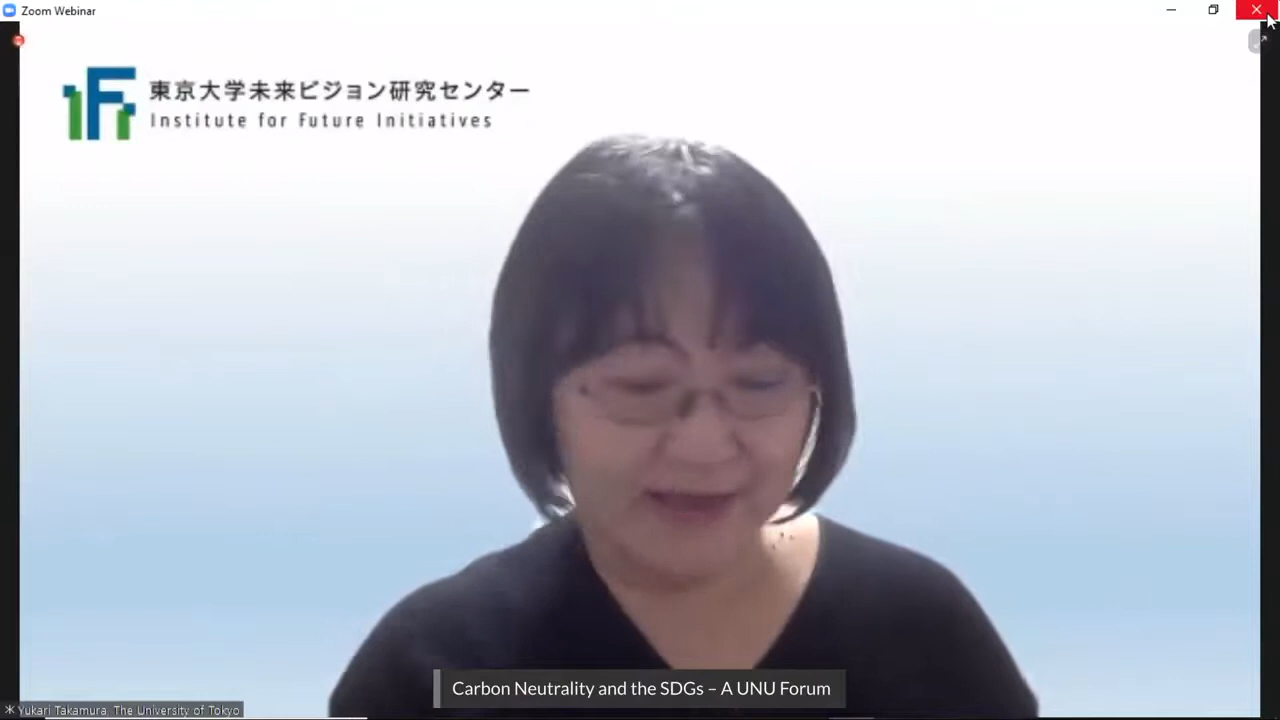 Zoom Webinar
東京大学未来ビジョン研究センター
Institute for Future Initiatives
Carbon Neutrality and the SDGs – A UNU Forum
Yukari Takamura, The University of Tokyo